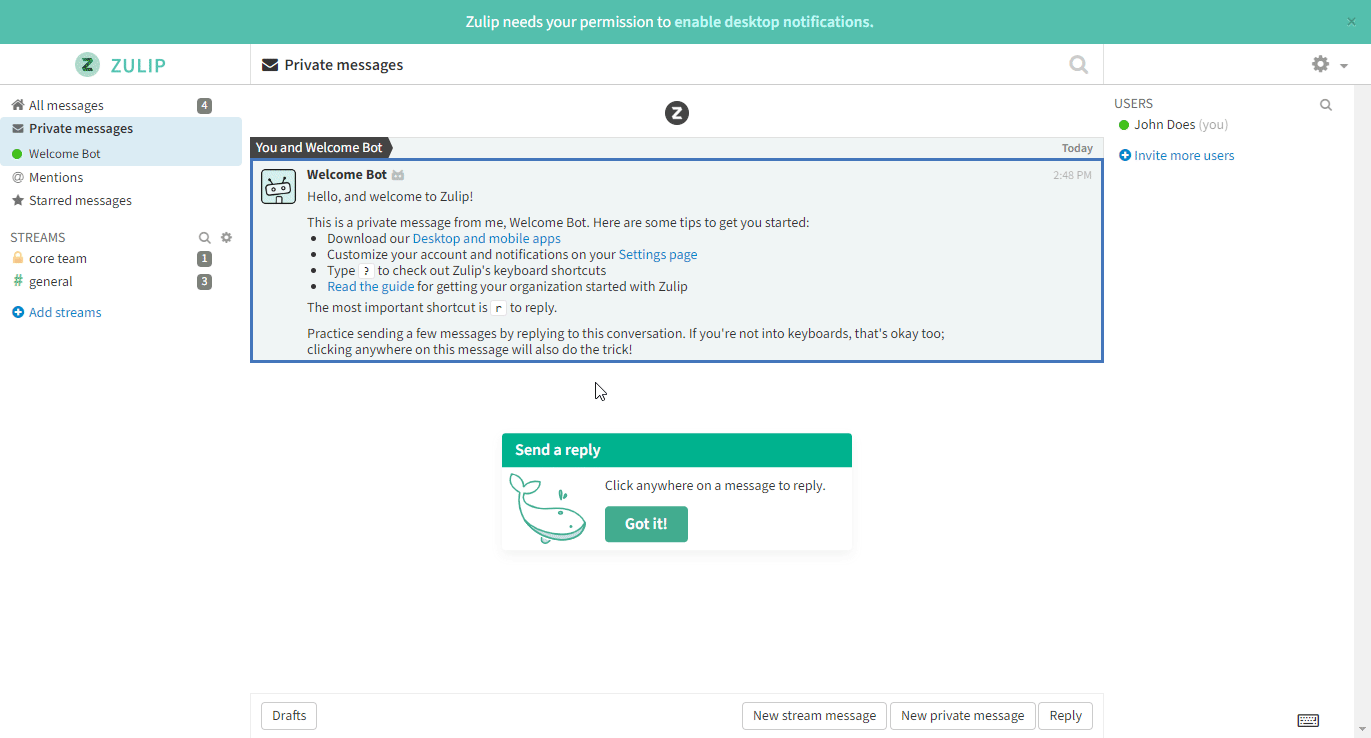 Zulip needs your permission to enable desktop notifications.
×
Z ZULIP
Private messages
All messages 4
Private messages
Welcome Bot
@ Mentions
Starred messages
STREAMS
core team 1
# general 3
Add streams
Z
You and Welcome Bot Today
Welcome Bot 2:48 PM
Hello, and welcome to Zulip!
This is a private message from me, Welcome Bot. Here are some tips to get you started:
• Download our Desktop and mobile apps
• Customize your account and notifications on your Settings page
• Type ? to check out Zulip's keyboard shortcuts
• Read the guide for getting your organization started with Zulip
The most important shortcut is r to reply.
Practice sending a few messages by replying to this conversation. If you're not into keyboards, that's okay too;
clicking anywhere on this message will also do the trick!
Send a reply
Click anywhere on a message to reply.
Got it!
Drafts
New stream message
New private message
Reply
USERS
John Does (you)
Invite more users